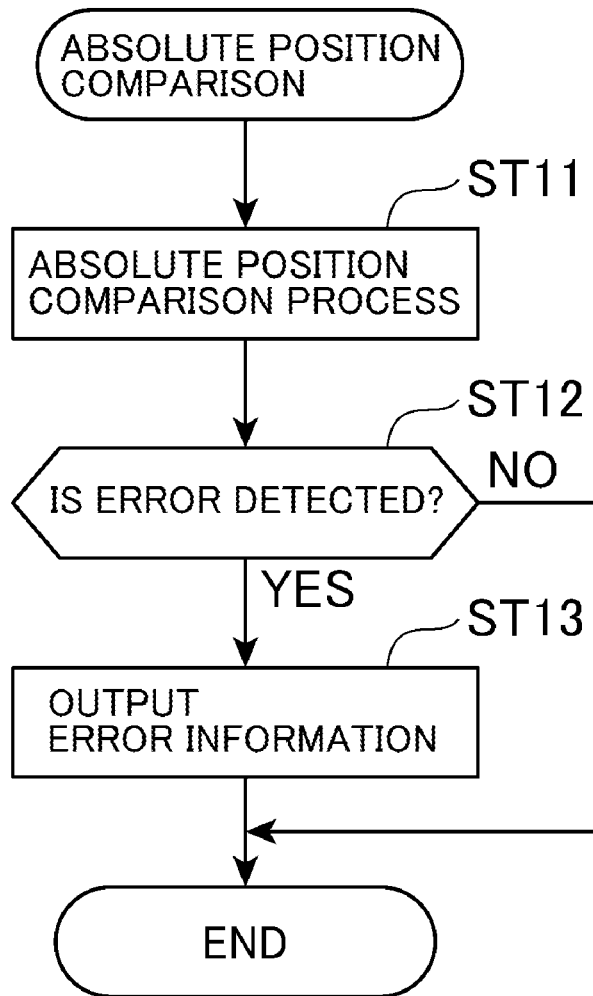 ABSOLUTE POSITION
COMPARISON
ST11
ABSOLUTE POSITION
COMPARISON PROCESS
ST12
IS ERROR DETECTED?
NO
YES
ST13
OUTPUT
ERROR INFORMATION
END